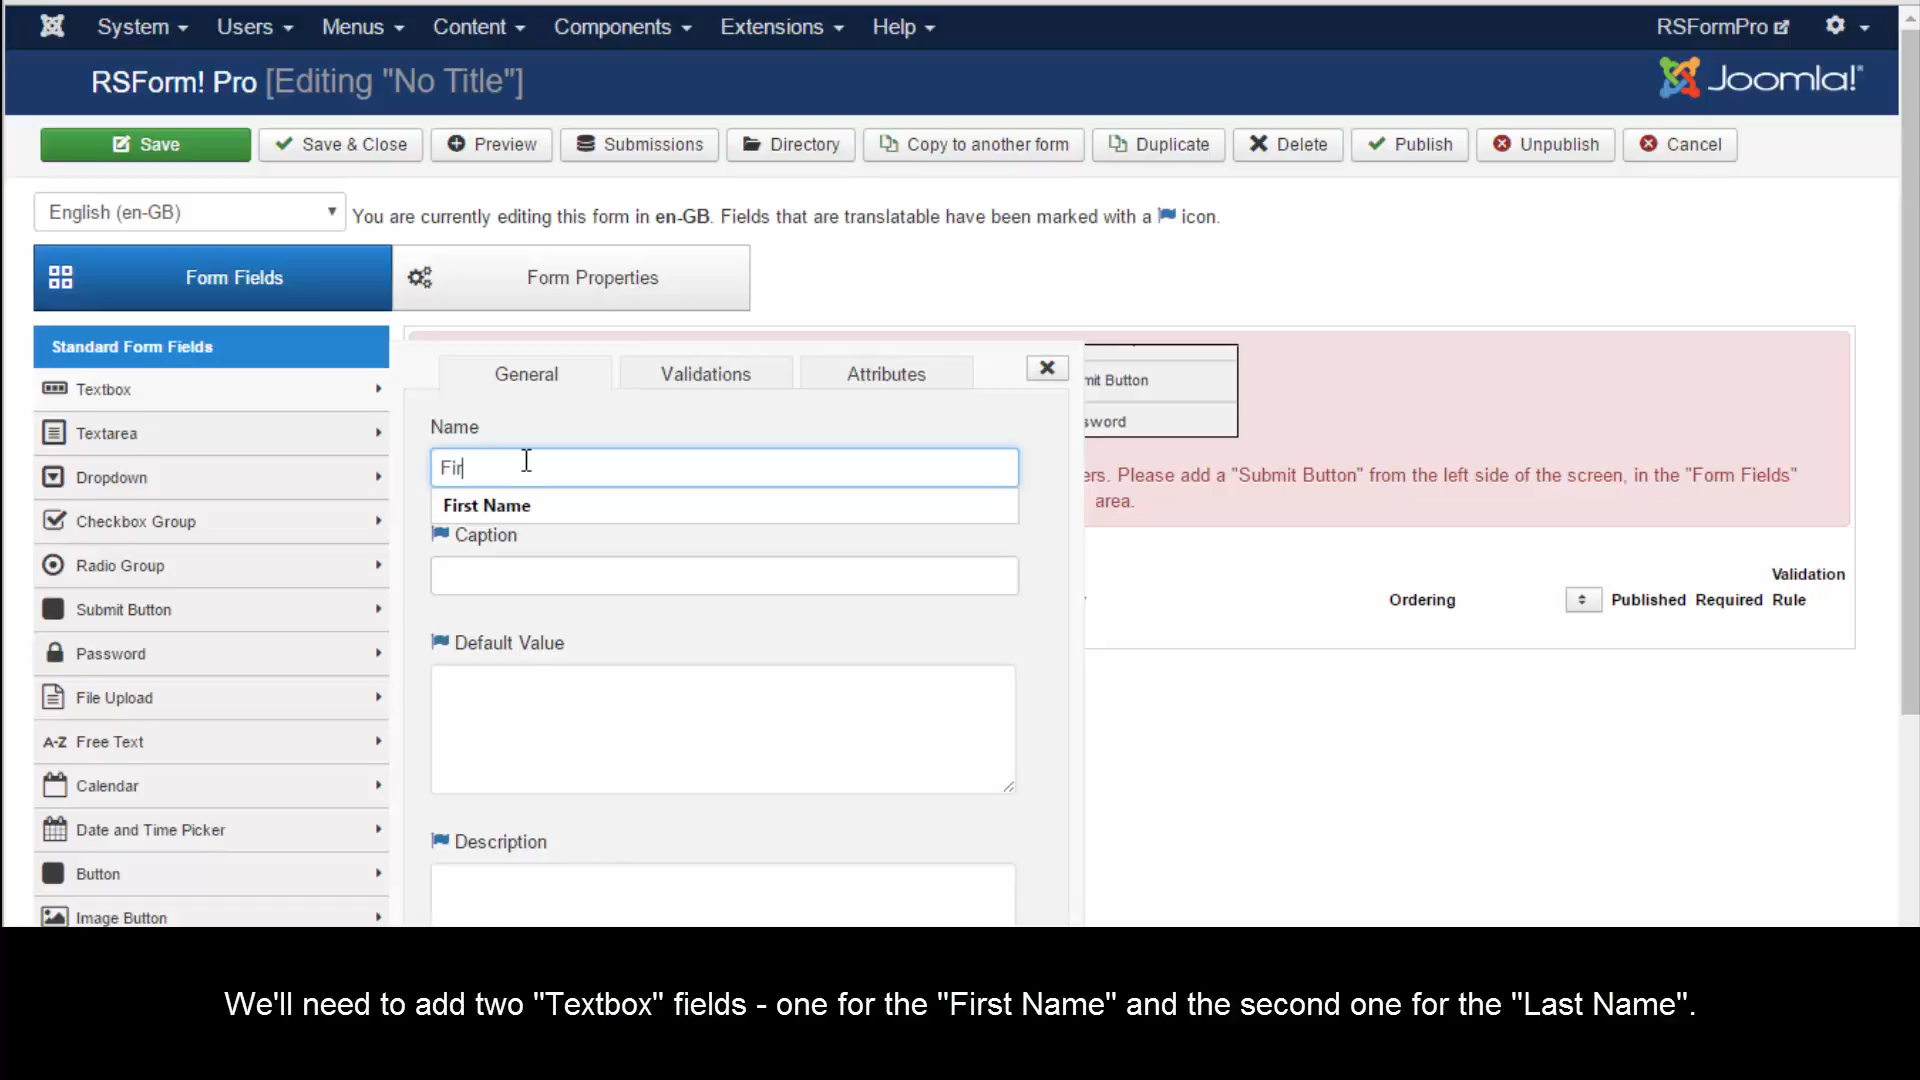 System Users Menus Content Components Extensions Help RSFormPro
RSForm! Pro [Editing "No Title"] Joomla!
Save Save & Close Preview Submissions Directory Copy to another form Duplicate Delete Publish Unpublish Cancel
English (en-GB) You are currently editing this form in en-GB. Fields that are translatable have been marked with a icon.
Form Fields Form Properties
Standard Form Fields
Textbox
Textarea
Dropdown
Checkbox Group
Radio Group
Submit Button
Password
File Upload
A-Z Free Text
Calendar
Date and Time Picker
Button
Image Button
General Validations Attributes
Name
Fir
First Name
Caption
Default Value
Description
mit Button
sword
ers. Please add a "Submit Button" from the left side of the screen, in the "Form Fields"
area.
Ordering Published Required Validation Rule
We'll need to add two "Textbox" fields - one for the "First Name" and the second one for the "Last Name".